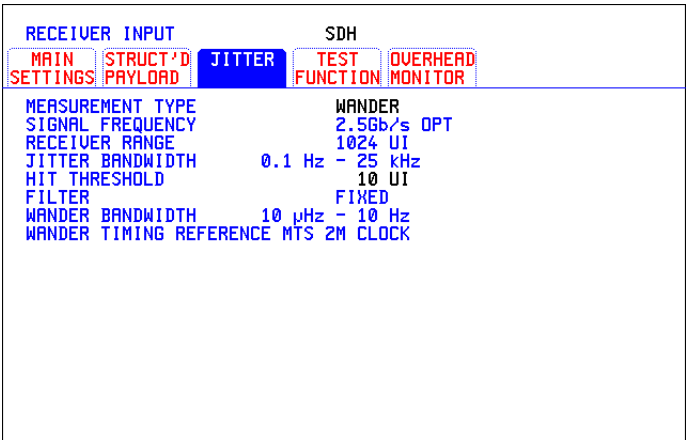 RECEIVER INPUT SDH
MAIN SETTINGS STRUCT'D PAYLOAD JITTER TEST FUNCTION OVERHEAD MONITOR
MEASUREMENT TYPE WANDER
SIGNAL FREQUENCY 2.5Gb/s OPT
RECEIVER RANGE 1024 UI
JITTER BANDWIDTH 0.1 Hz - 25 kHz
HIT THRESHOLD 10 UI
FILTER FIXED
WANDER BANDWIDTH 10 µHz - 10 Hz
WANDER TIMING REFERENCE MTS 2M CLOCK